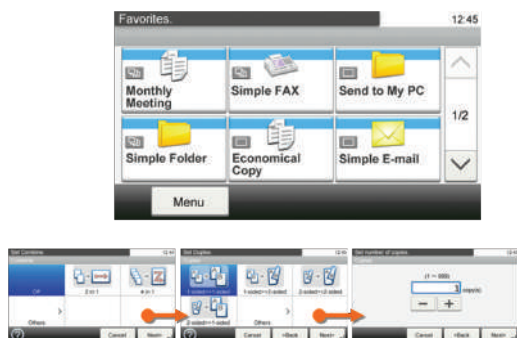 Favorites.
12:45
Monthly
Meeting
Simple FAX
Send to My PC
1/2
Simple Folder
Economical
Copy
Simple E-mail
Menu
Set Combine.
Set Duplex.
Set number of copies.
Off
2 in 1
4 in 1
Others
Cancel
Next>
1-sided>>1-sided
1-sided>>2-sided
2-sided>>2-sided
2-sided>>1-sided
Others
Cancel
<Back
Next>
(1 ~ 999)
1
Cancel
<Back
Next>